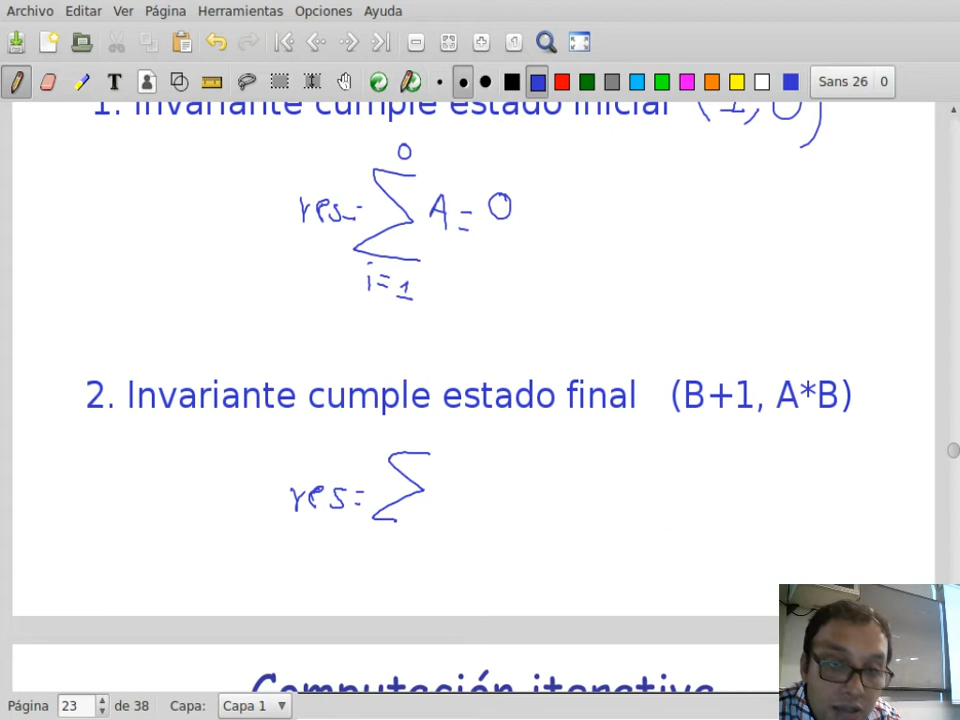 Archivo Editar Ver Página Herramientas Opciones Ayuda
Sans 26 0
1. Invariante cumple estado inicial (1, 0)
0
res= ∑ A = 0
i=1
2. Invariante cumple estado final (B+1, A*B)
res= ∑
Computación iterativa
Página 23 de 38 Capa: Capa 1